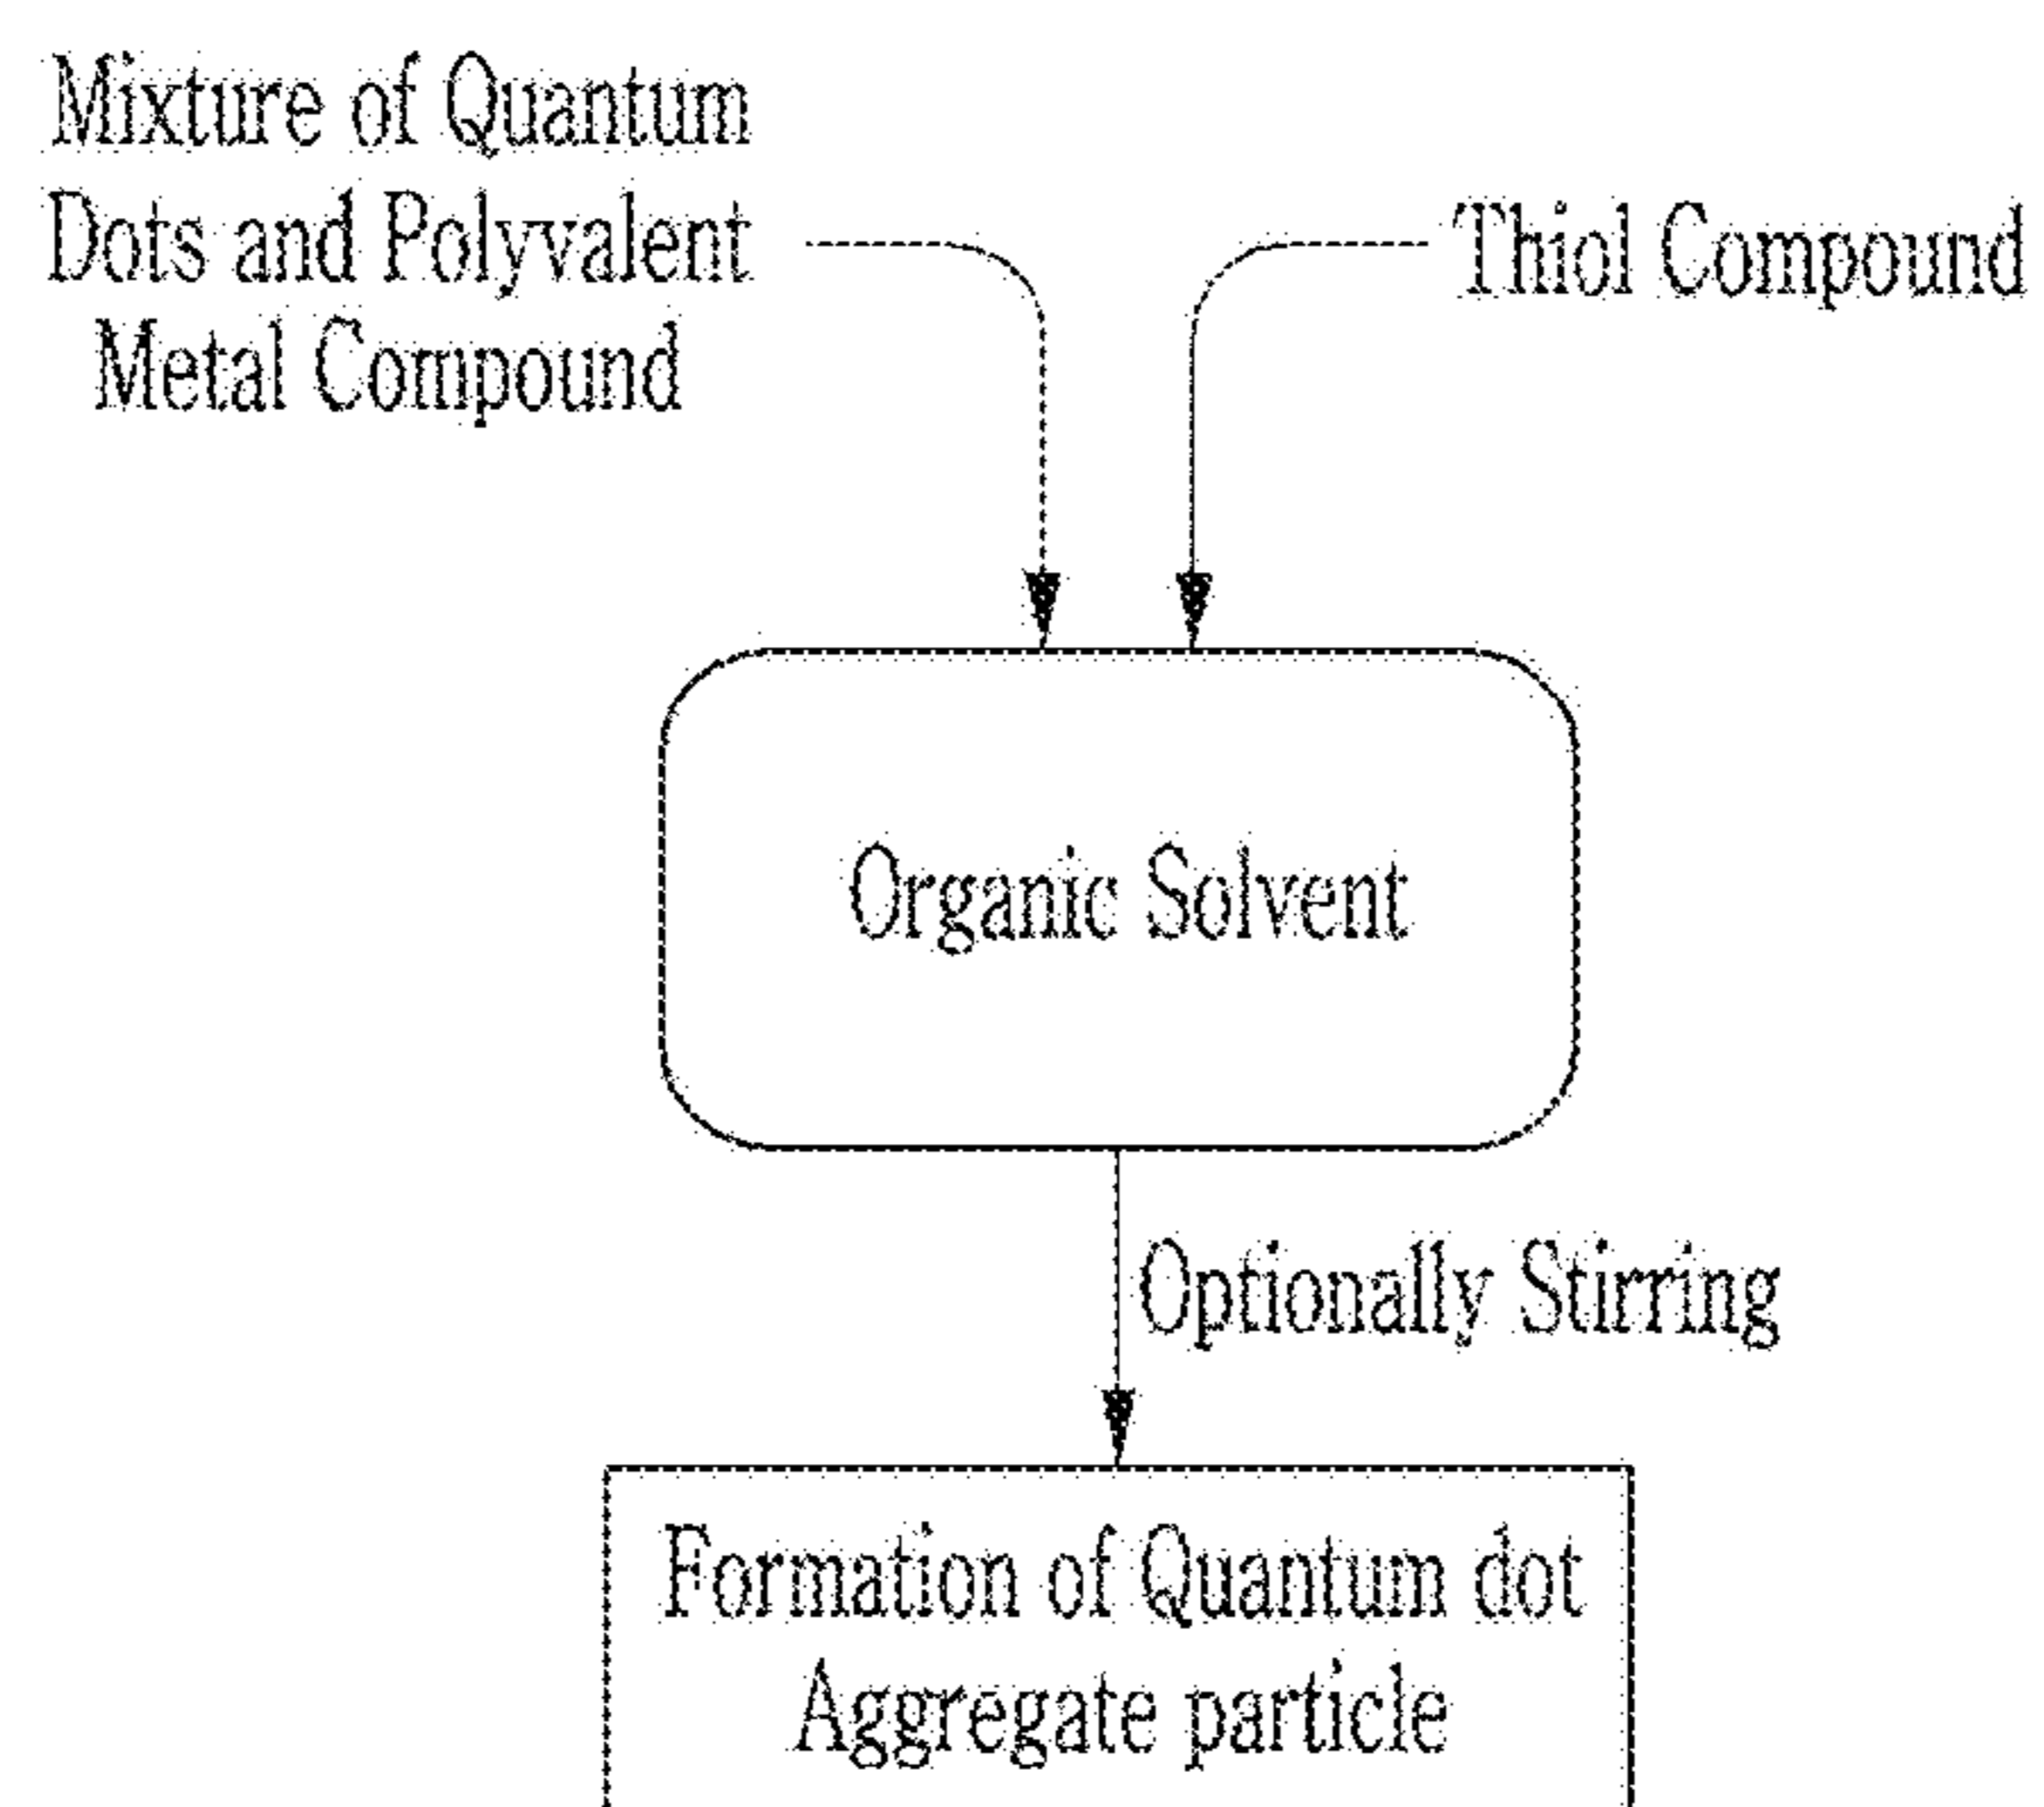 Mixture of Quantum
Dots and Polyvalent
Metal Compound
Thiol Compound
Organic Solvent
Optionally Stirring
Formation of Quantum dot
Aggregate particle